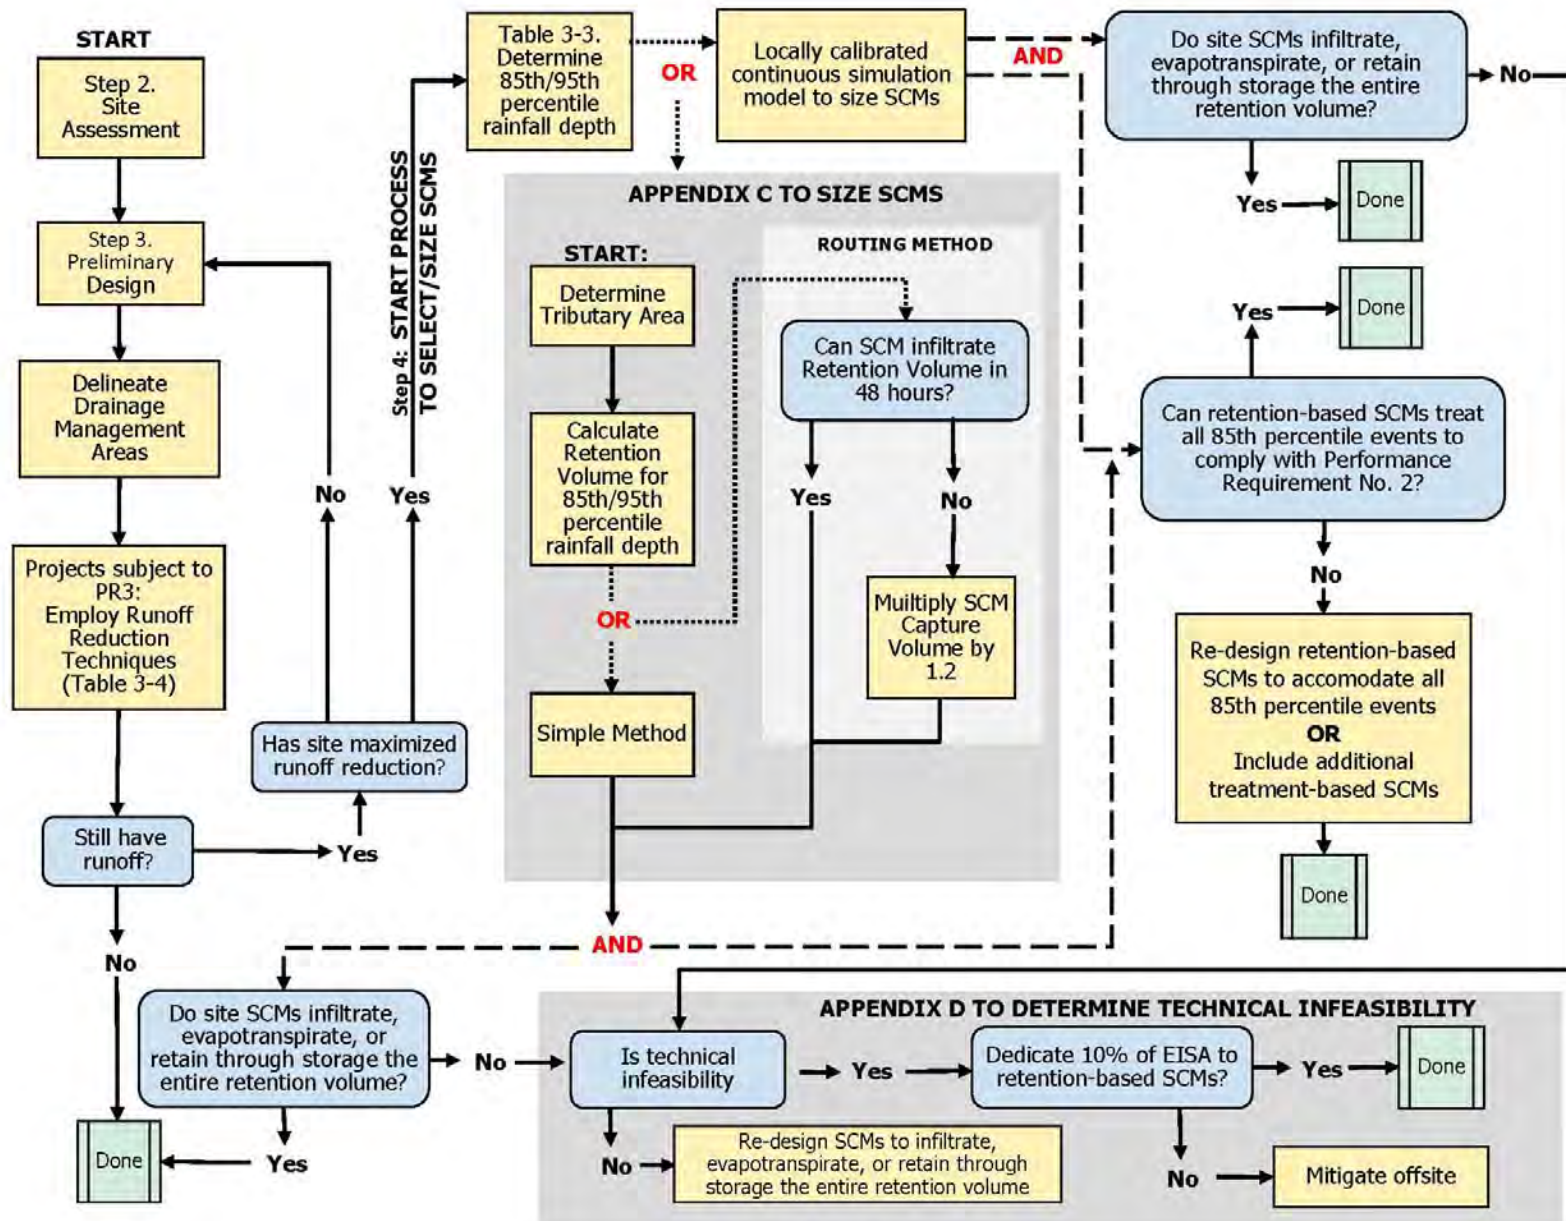 START
Step 2.
Site
Assessment
Step 3.
Preliminary
Design
Delineate
Drainage
Management
Areas
Projects subject to
PR3:
Employ Runoff
Reduction
Techniques
(Table 3-4)
Still have
runoff?
Yes
No
Has site maximized
runoff reduction?
No
Yes
Step 4: START PROCESS
TO SELECT/SIZE SCMS
Table 3-3.
Determine
85th/95th
percentile
rainfall depth
OR
Locally calibrated
continuous simulation
model to size SCMs
AND
Do site SCMs infiltrate,
evapotranspirate, or retain
through storage the entire
retention volume?
No
Yes
Done
APPENDIX C TO SIZE SCMS
START:
Determine
Tributary Area
Calculate
Retention
Volume for
85th/95th
percentile
rainfall depth
OR
Simple Method
ROUTING METHOD
Can SCM infiltrate
Retention Volume in
48 hours?
Yes
No
Muiltiply SCM
Capture
Volume by
1.2
Yes
Done
Can retention-based SCMs treat
all 85th percentile events to
comply with Performance
Requirement No. 2?
No
Re-design retention-based
SCMs to accomodate all
85th percentile events
OR
Include additional
treatment-based SCMs
Done
AND
Do site SCMs infiltrate,
evapotranspirate, or
retain through storage the
entire retention volume?
No
Yes
Done
APPENDIX D TO DETERMINE TECHNICAL INFEASIBILITY
Is technical
infeasibility
Yes
Dedicate 10% of EISA to
retention-based SCMs?
Yes
Done
No
Re-design SCMs to infiltrate,
evapotranspirate, or retain through
storage the entire retention volume
No
Mitigate offsite